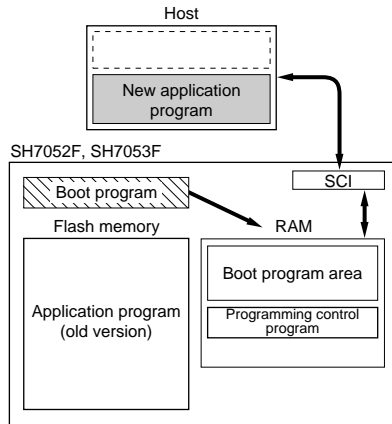 Host
New application
program
SH7052F, SH7053F
SCI
Boot program
Flash memory
RAM
Boot program area
Application program
(old version)
Programming control
program